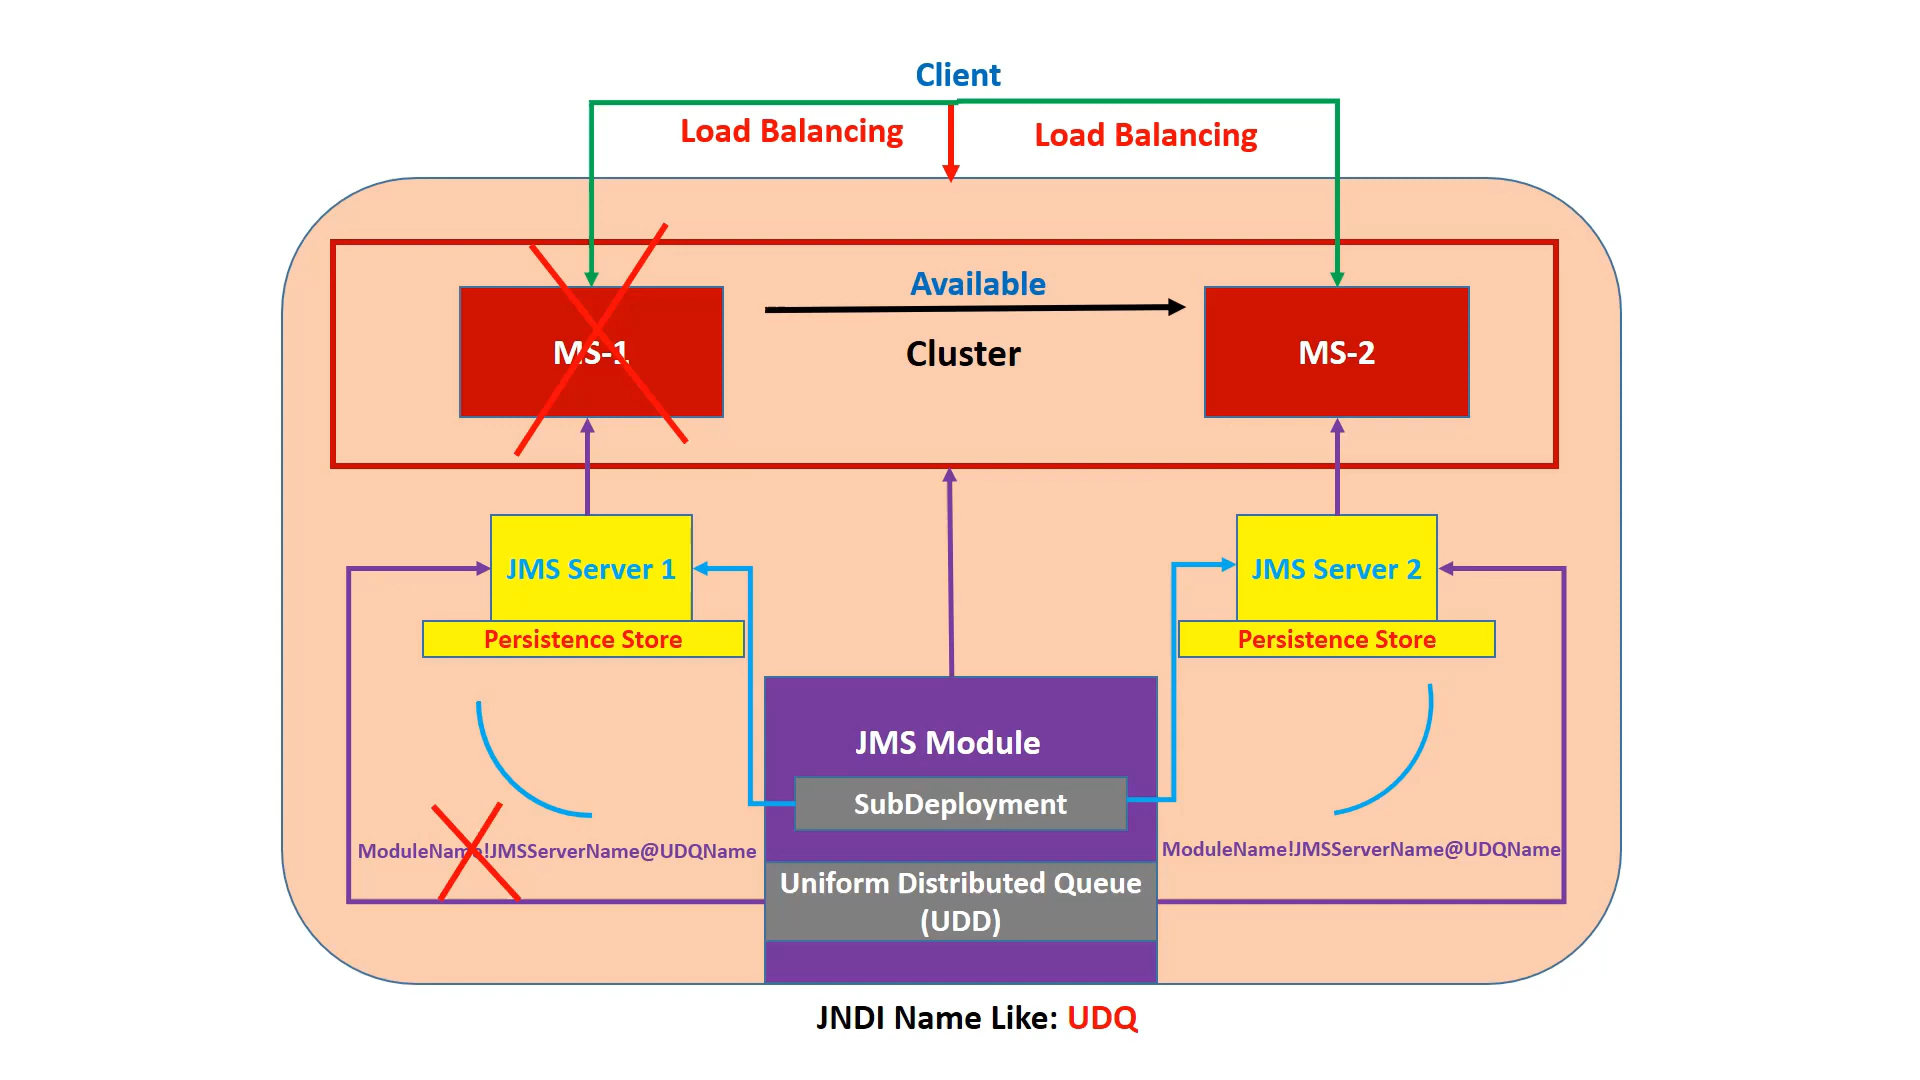 Client
Load Balancing
Load Balancing
Available
Cluster
MS-1
MS-2
JMS Server 1
JMS Server 2
Persistence Store
Persistence Store
JMS Module
SubDeployment
ModuleName!JMSServerName@UDQName
ModuleName!JMSServerName@UDQName
Uniform Distributed Queue
(UDD)
JNDI Name Like: UDQ